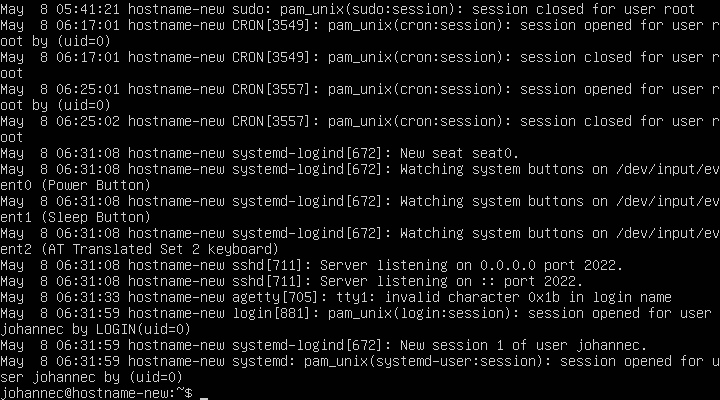 May  8 05:41:21 hostname-new sudo: pam_unix(sudo:session): session closed for user root
May  8 06:17:01 hostname-new CRON[3549]: pam_unix(cron:session): session opened for user r
oot by (uid=0)
May  8 06:17:01 hostname-new CRON[3549]: pam_unix(cron:session): session closed for user r
oot
May  8 06:25:01 hostname-new CRON[3557]: pam_unix(cron:session): session opened for user r
oot by (uid=0)
May  8 06:25:02 hostname-new CRON[3557]: pam_unix(cron:session): session closed for user r
oot
May  8 06:31:08 hostname-new systemd-logind[672]: New seat seat0.
May  8 06:31:08 hostname-new systemd-logind[672]: Watching system buttons on /dev/input/ev
ent0 (Power Button)
May  8 06:31:08 hostname-new systemd-logind[672]: Watching system buttons on /dev/input/ev
ent1 (Sleep Button)
May  8 06:31:08 hostname-new systemd-logind[672]: Watching system buttons on /dev/input/ev
ent2 (AT Translated Set 2 keyboard)
May  8 06:31:08 hostname-new sshd[711]: Server listening on 0.0.0.0 port 2022.
May  8 06:31:08 hostname-new sshd[711]: Server listening on :: port 2022.
May  8 06:31:33 hostname-new agetty[705]: tty1: invalid character 0x1b in login name
May  8 06:31:59 hostname-new login[881]: pam_unix(login:session): session opened for user
johannec by LOGIN(uid=0)
May  8 06:31:59 hostname-new systemd-logind[672]: New session 1 of user johannec.
May  8 06:31:59 hostname-new systemd: pam_unix(systemd-user:session): session opened for u
ser johannec by (uid=0)
johannec@hostname-new:~$ _